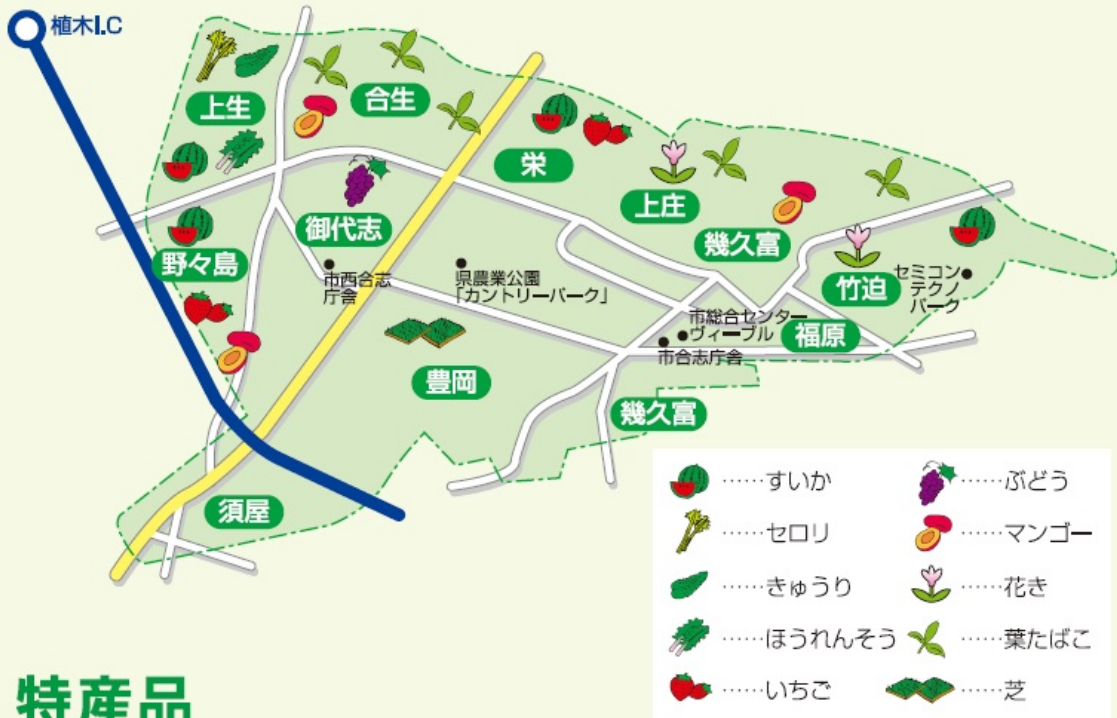 植木I.C
上生
合生
栄
上庄
幾久富
御代志
野々島
竹迫
市西合志
庁舎
県農業公園
「カントリーパーク」
セミコン
テクノ
パーク
市総合センター
ヴィーブル
福原
市合志庁舎
豊岡
幾久富
須屋
……すいか
……セロリ
……きゅうり
……ほうれんそう
……いちご
……ぶどう
……マンゴー
……花き
……葉たばこ
……芝
特産品